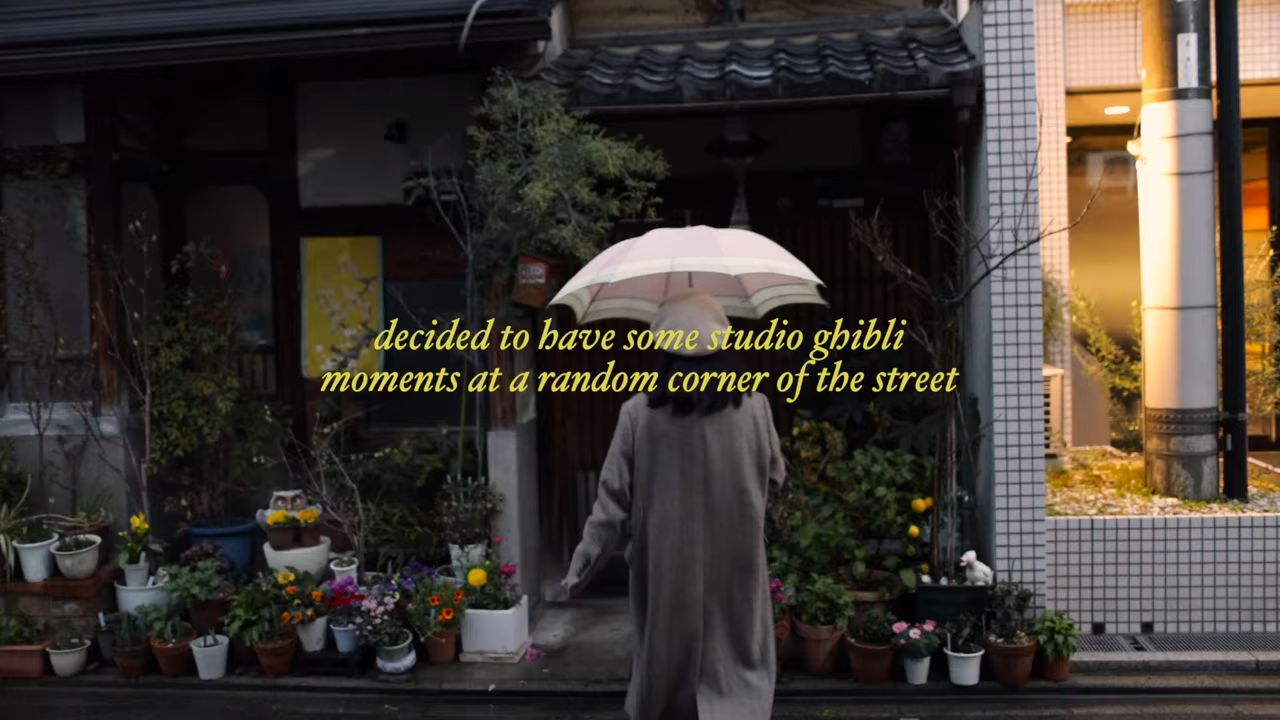 decided to have some studio ghibli
moments at a random corner of the street